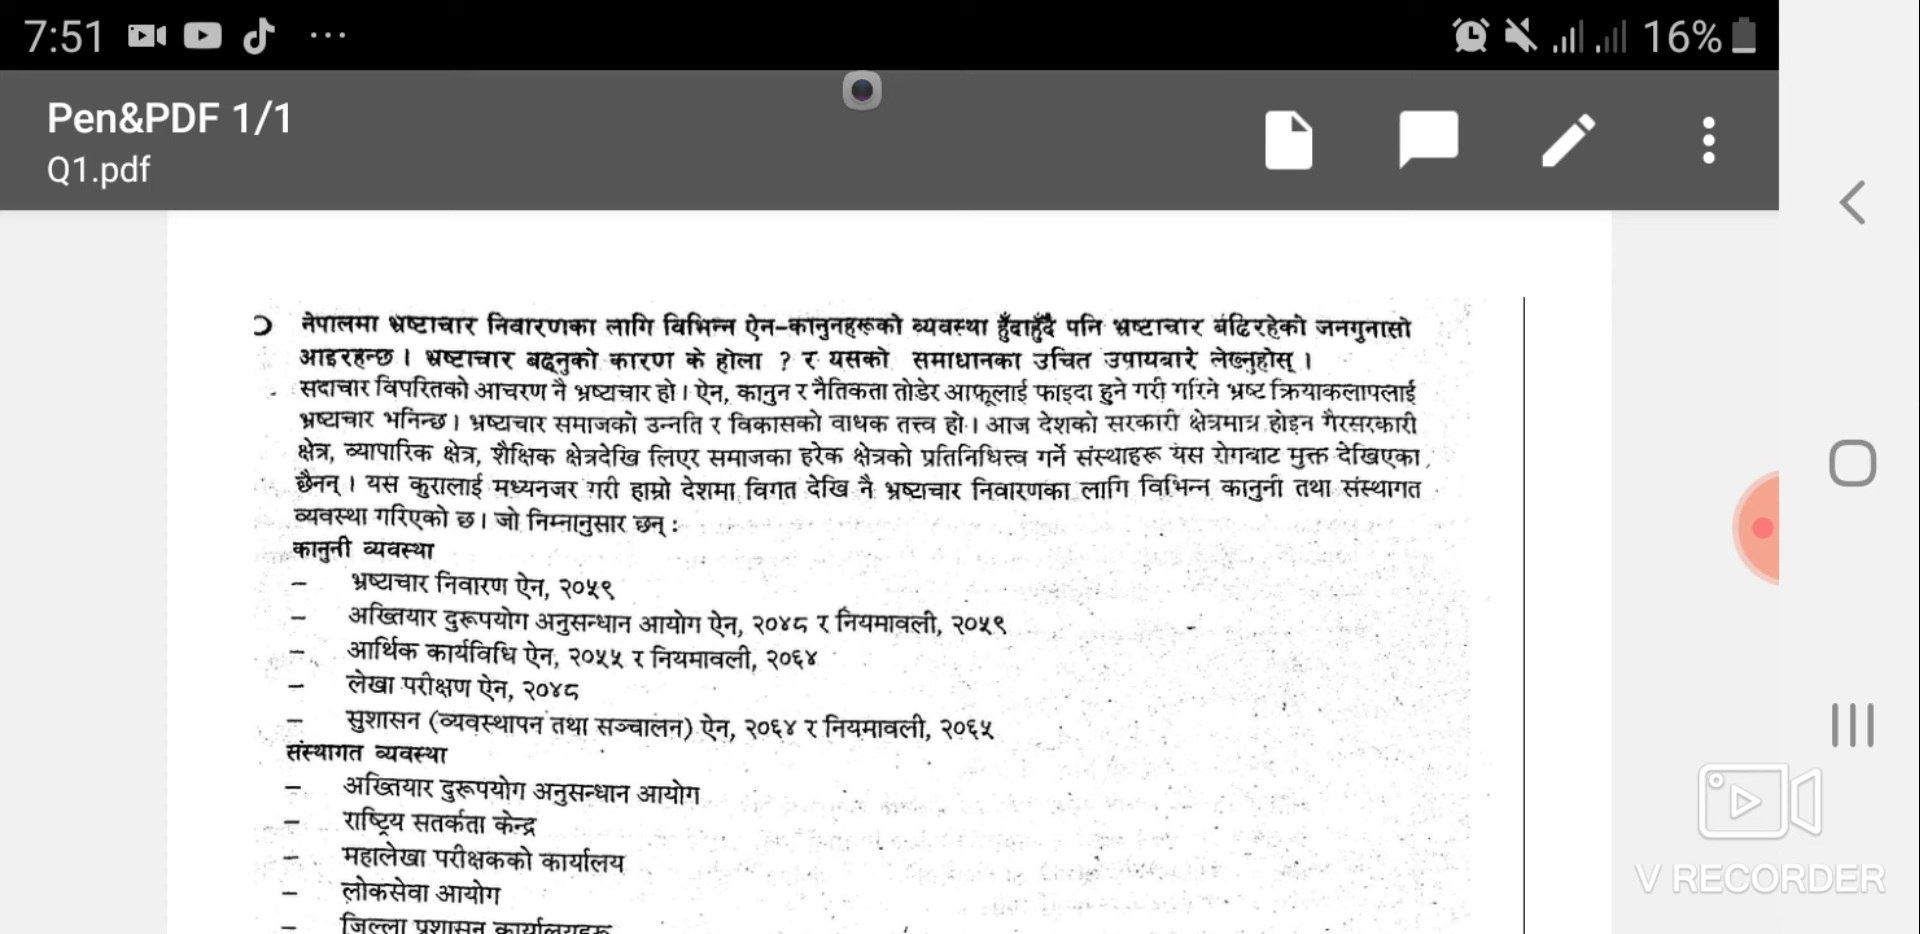 7:51 ... 16%
Pen&PDF 1/1
Q1.pdf
नेपालमा भ्रष्टाचार निवारणका लागि विभिन्न ऐन-कानुनहरूको व्यवस्था हुँदाहुँदै पनि भ्रष्टाचार बढिरहेको जनगुनासो
आइरहन्छ । भ्रष्टाचार बढ्नुको कारण के होला ? र यसको समाधानका उचित उपायबारे लेख्नुहोस् ।
सदाचार विपरितको आचरण नै भ्रष्टाचार हो । ऐन, कानुन र नैतिकता तोडेर आफूलाई फाइदा हुने गरी गरिने भ्रष्ट क्रियाकलापलाई
भ्रष्टाचार भनिन्छ । भ्रष्टाचार समाजको उन्नति र विकासको वाधक तत्त्व हो । आज देशको सरकारी क्षेत्रमात्र होइन गैरसरकारी
क्षेत्र, व्यापारिक क्षेत्र, शैक्षिक क्षेत्रदेखि लिएर समाजका हरेक क्षेत्रको प्रतिनिधित्त्व गर्ने संस्थाहरू यस रोगबाट मुक्त देखिएका
छैनन् । यस कुरालाई मध्यनजर गरी हाम्रो देशमा विगत देखि नै भ्रष्टाचार निवारणका लागि विभिन्न कानुनी तथा संस्थागत
व्यवस्था गरिएको छ । जो निम्नानुसार छन् :
कानुनी व्यवस्था
– भ्रष्टाचार निवारण ऐन, २०५९
– अख्तियार दुरूपयोग अनुसन्धान आयोग ऐन, २०४८ र नियमावली, २०५९
– आर्थिक कार्यविधि ऐन, २०५५ र नियमावली, २०६४
– लेखा परीक्षण ऐन, २०४८
– सुशासन (व्यवस्थापन तथा सञ्चालन) ऐन, २०६४ र नियमावली, २०६५
संस्थागत व्यवस्था
– अख्तियार दुरूपयोग अनुसन्धान आयोग
– राष्ट्रिय सतर्कता केन्द्र
– महालेखा परीक्षकको कार्यालय
– लोकसेवा आयोग
– जिल्ला प्रशासन कार्यालयहरू
V RECORDER